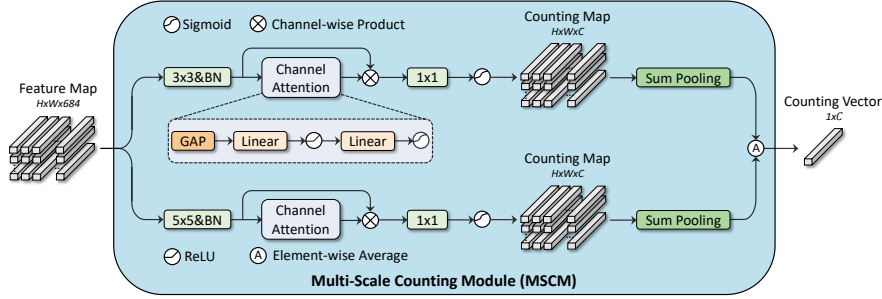 Sigmoid
Channel-wise Product
Counting Map
HxWxC
Feature Map
HxWx684
3x3&BN
Channel
Attention
1x1
Sum Pooling
GAP
Linear
Linear
Counting Vector
1xC
A
Counting Map
HxWxC
5x5&BN
Channel
Attention
1x1
Sum Pooling
ReLU
A
Element-wise Average
Multi-Scale Counting Module (MSCM)